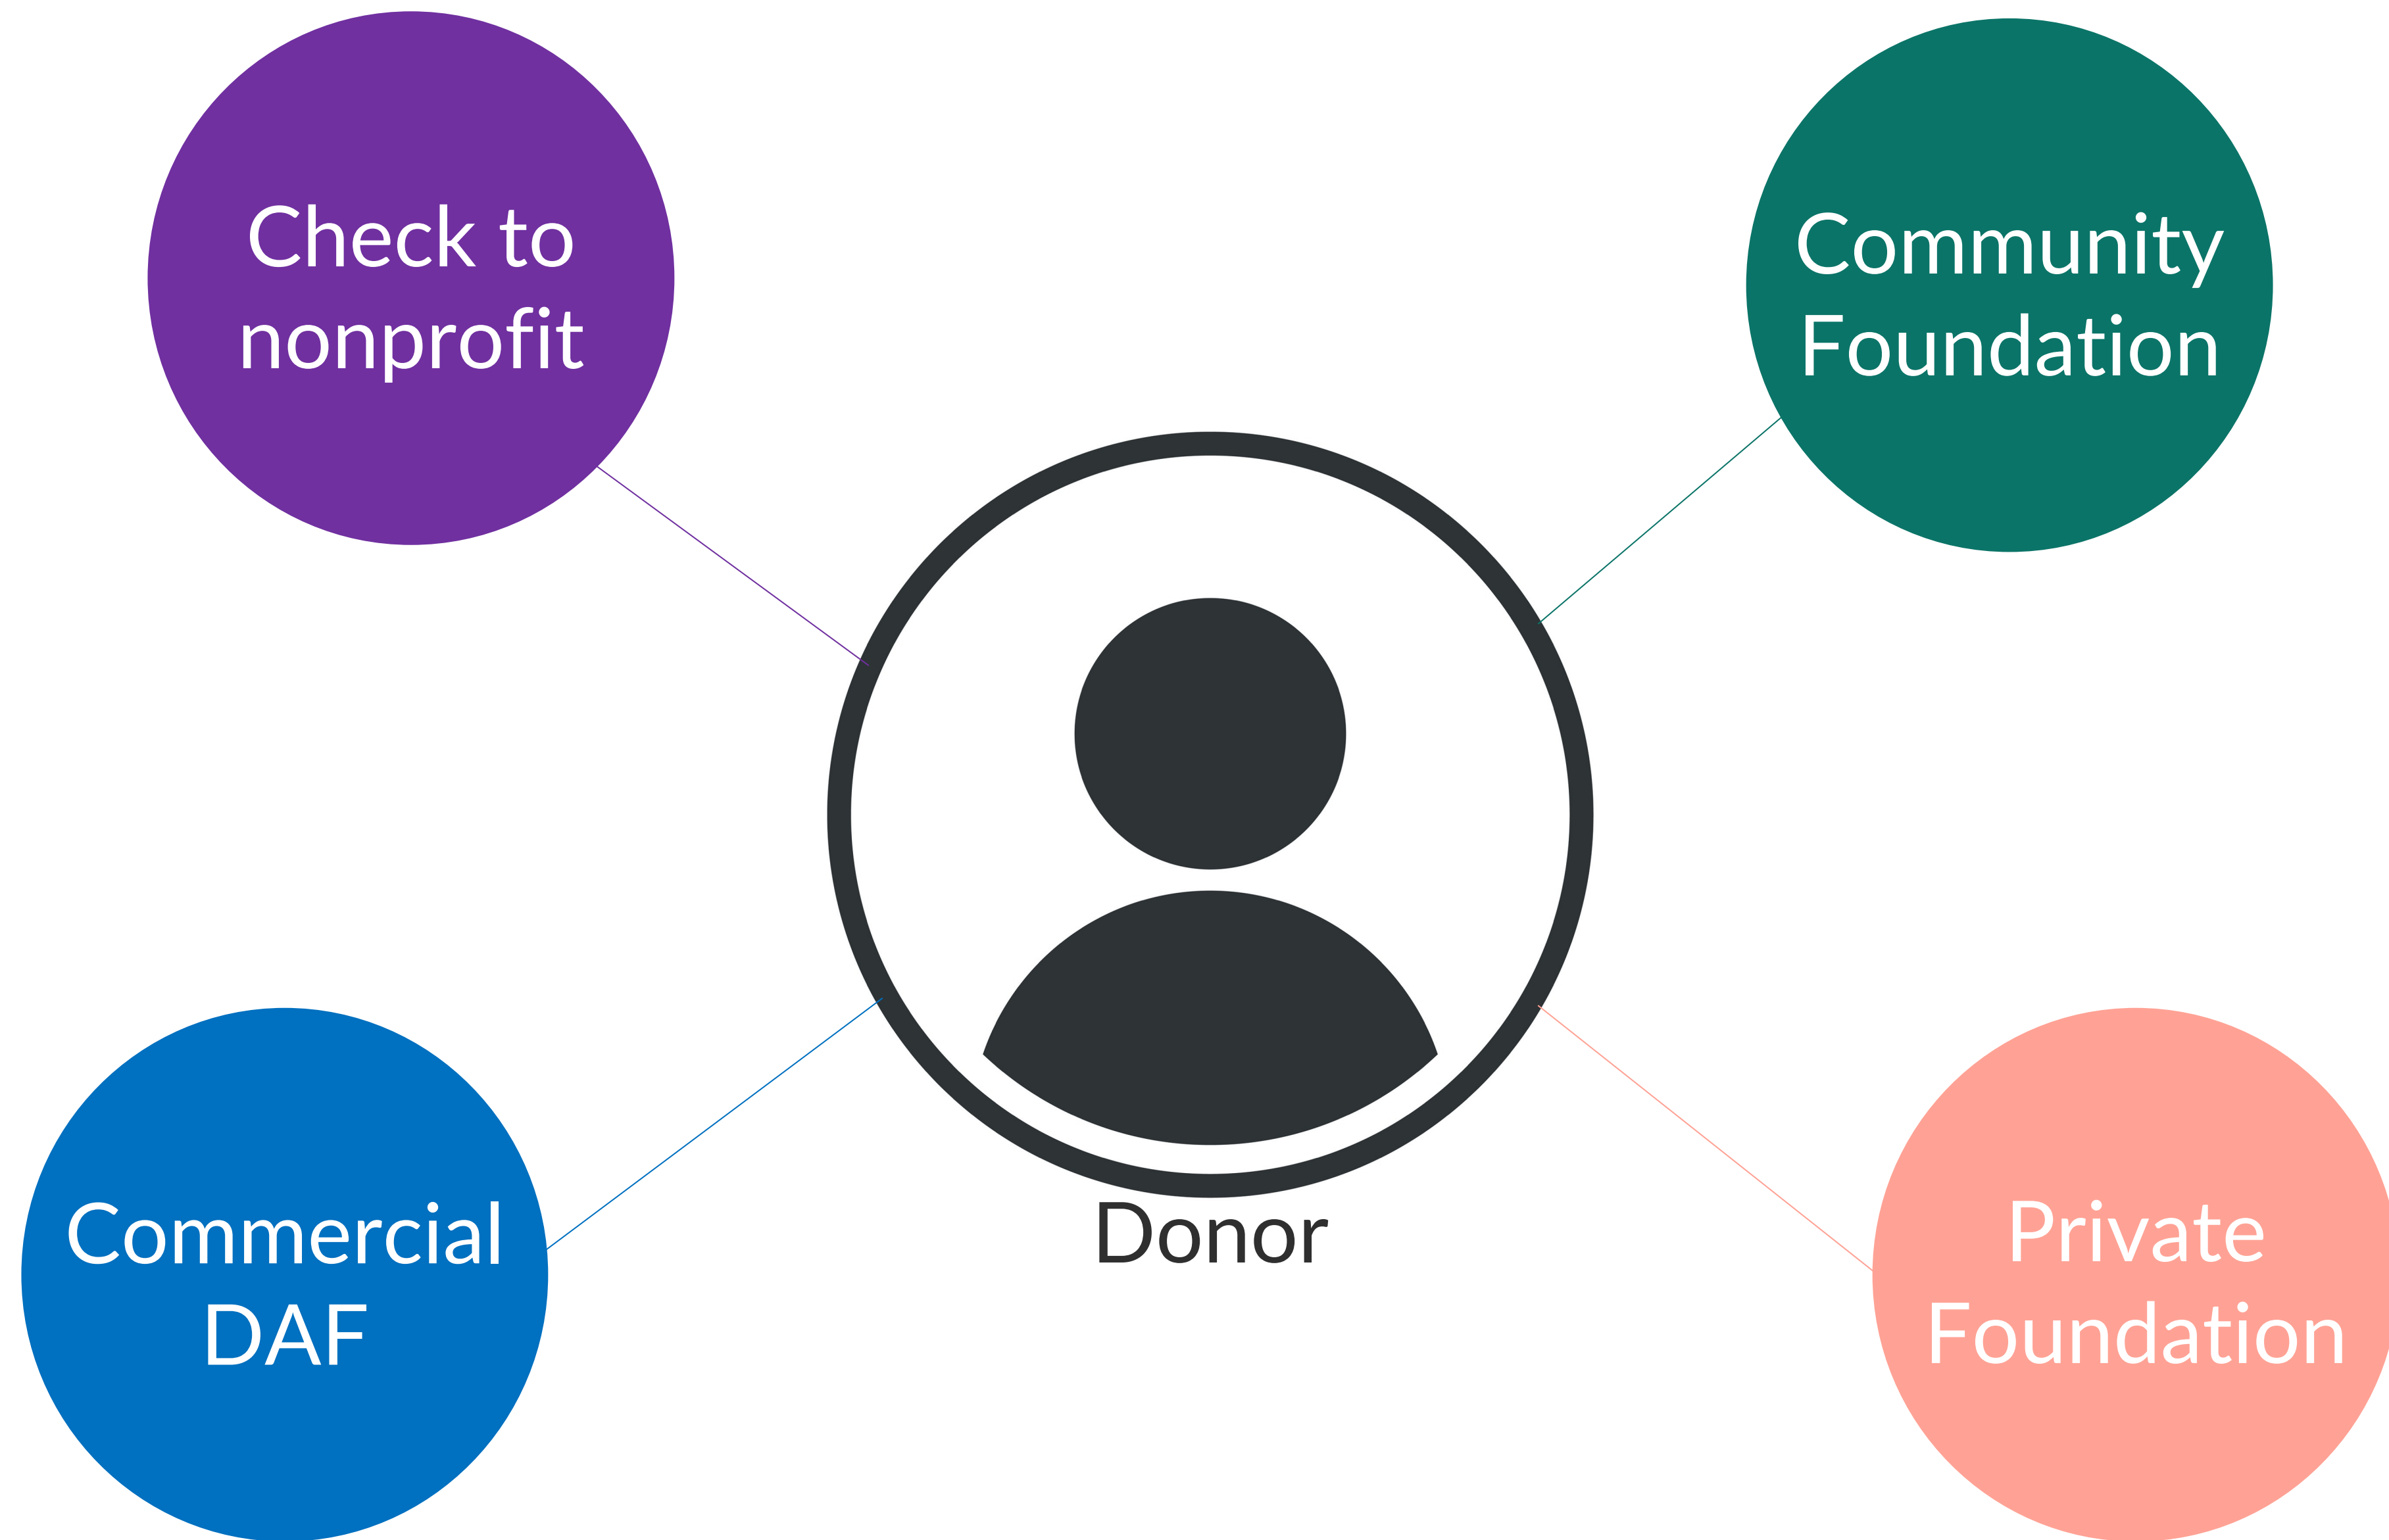 Check to
nonprofit
Community
Foundation
Donor
Commercial
DAF
Private
Foundation